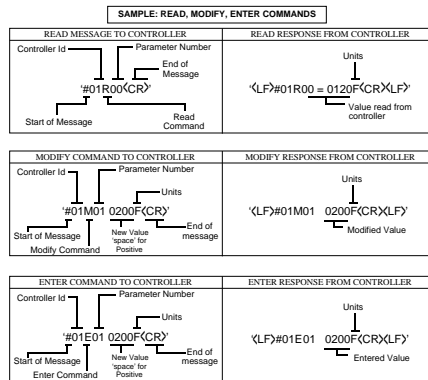 SAMPLE: READ, MODIFY, ENTER COMMANDS
READ MESSAGE TO CONTROLLER
Controller Id
Parameter Number
End of
Message
'#01R00<CR>'
Start of Message
Read
Command
READ RESPONSE FROM CONTROLLER
Units
'<LF>#01R00 = 0120F<CR><LF>'
Value read from
controller
MODIFY COMMAND TO CONTROLLER
Controller Id
Parameter Number
Units
'#01M01 0200F<CR>'
Start of Message
Modify Command
New Value
'space' for
Positive
End of
message
MODIFY RESPONSE FROM CONTROLLER
Units
'<LF>#01M01 0200F<CR><LF>'
Modified Value
ENTER COMMAND TO CONTROLLER
Controller Id
Parameter Number
Units
'#01E01 0200F<CR>'
Start of Message
Enter Command
New Value
'space' for
Positive
End of
message
ENTER RESPONSE FROM CONTROLLER
Units
'<LF>#01E01 0200F<CR><LF>'
Entered Value